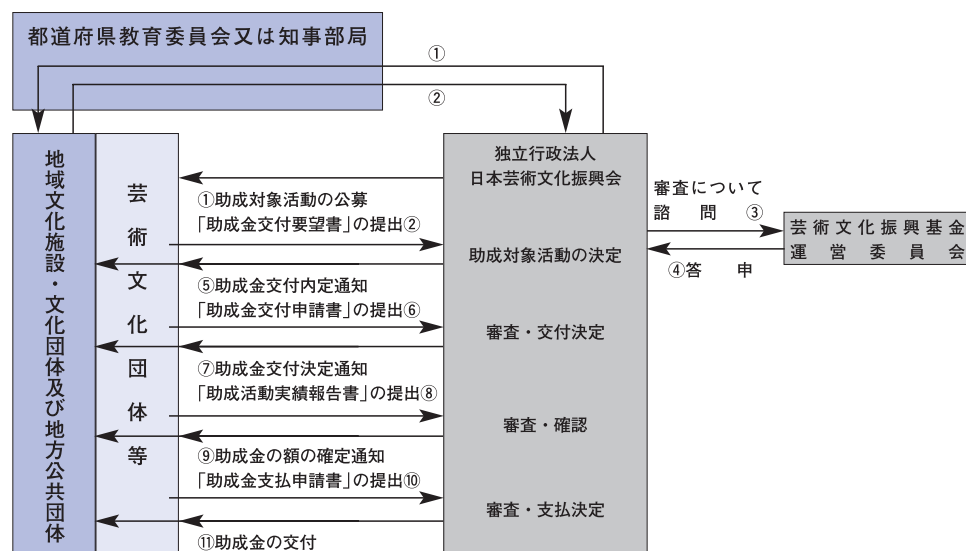 都道府県教育委員会又は知事部局
①
②
地域文化施設・文化団体及び地方公共団体
芸術文化団体等
独立行政法人
日本芸術文化振興会
①助成対象活動の公募
「助成金交付要望書」の提出②
助成対象活動の決定
審査について
諮問③
芸術文化振興基金
運営委員会
④答申
⑤助成金交付内定通知
「助成金交付申請書」の提出⑥
審査・交付決定
⑦助成金交付決定通知
「助成活動実績報告書」の提出⑧
審査・確認
⑨助成金の額の確定通知
「助成金支払申請書」の提出⑩
審査・支払決定
⑪助成金の交付